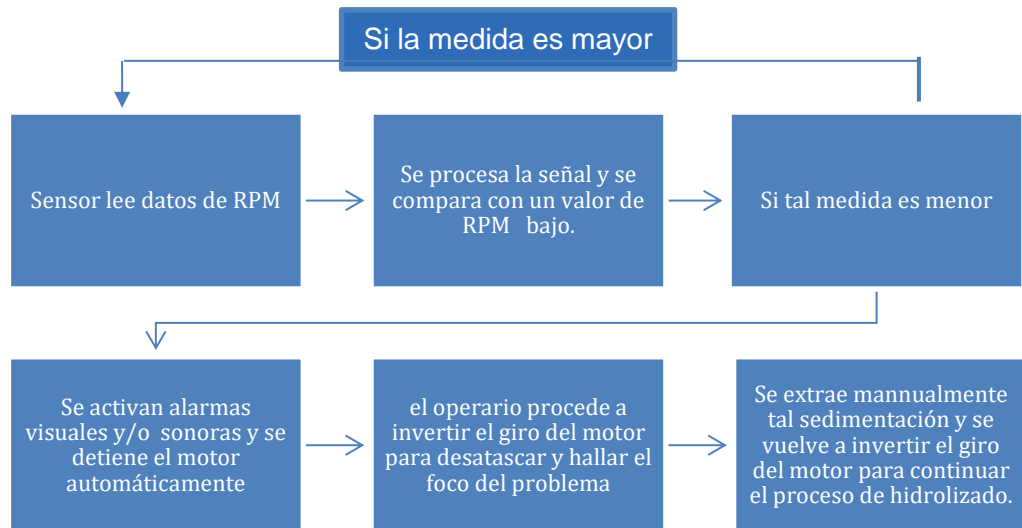 Si la medida es mayor
Sensor lee datos de RPM
Se procesa la señal y se
compara con un valor de
RPM bajo.
Si tal medida es menor
Se activan alarmas
visuales y/o sonoras y se
detiene el motor
automáticamente
el operario procede a
invertir el giro del motor
para desatascar y hallar el
foco del problema
Se extrae mannualmente
tal sedimentación y se
vuelve a invertir el giro
del motor para continuar
el proceso de hidrolizado.